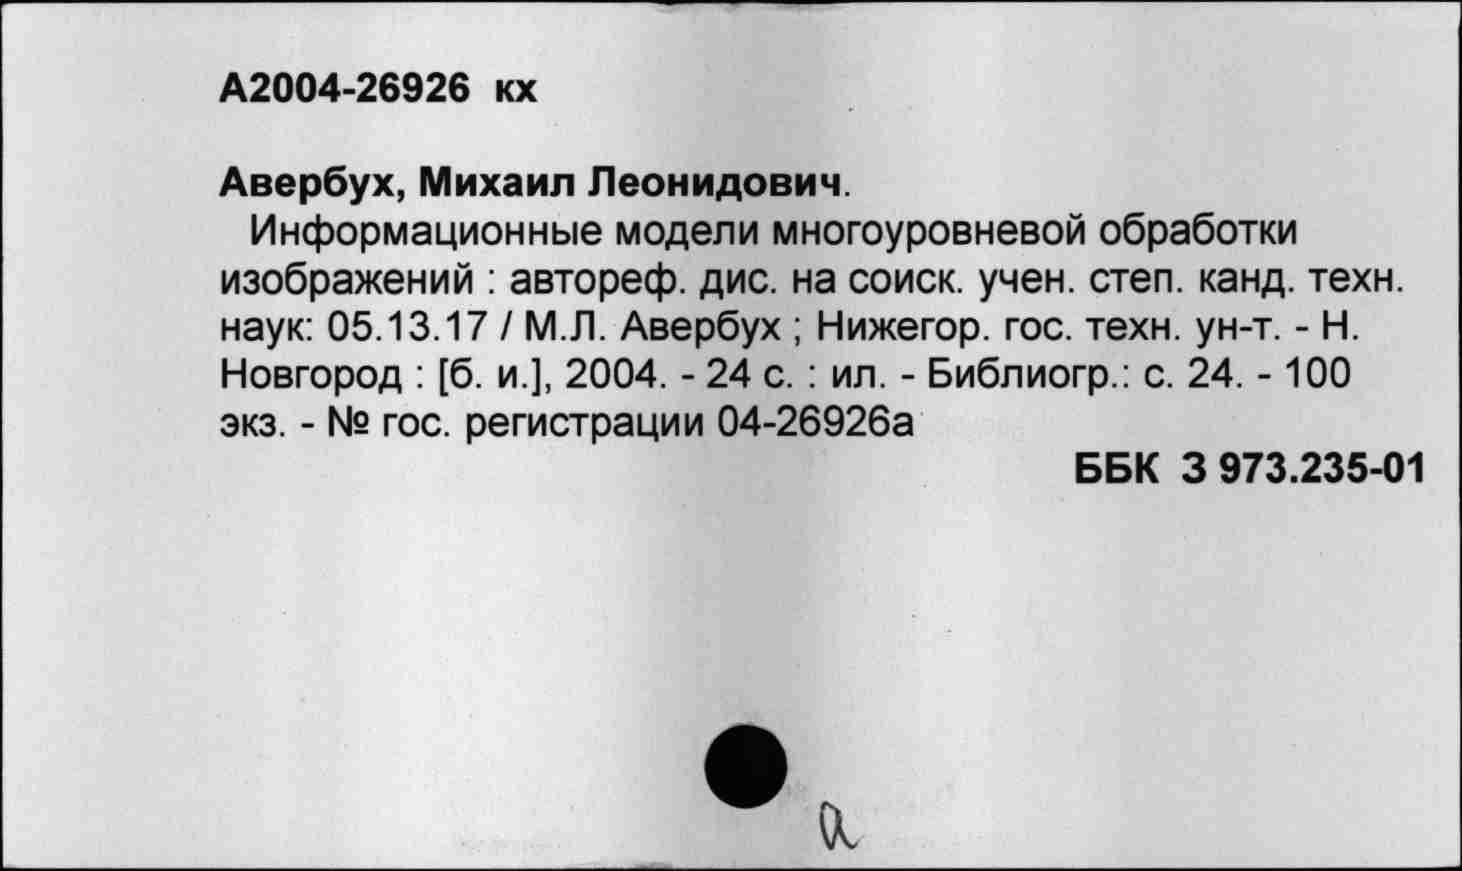 А2004-26926 кх
Авербух, Михаил Леонидович.
Информационные модели многоуровневой обработки
изображений : автореф. дис. на соиск. учен. степ. канд. техн.
наук: 05.13.17 / М.Л. Авербух ; Нижегор. гос. техн. ун-т. - Н.
Новгород : [б. и.], 2004. - 24 с. : ил. - Библиогр.: с. 24. - 100
экз. - № гос. регистрации 04-26926а
ББК З 973.235-01
а